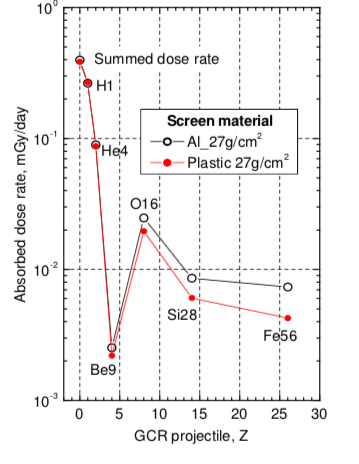 10⁰
Summed dose rate
H1
Screen material
Al_27g/cm²
Plastic 27g/cm²
10⁻¹
He4
O16
Absorbed dose rate, mGy/day
10⁻²
Si28
Fe56
Be9
10⁻³
0 5 10 15 20 25 30
GCR projectile, Z